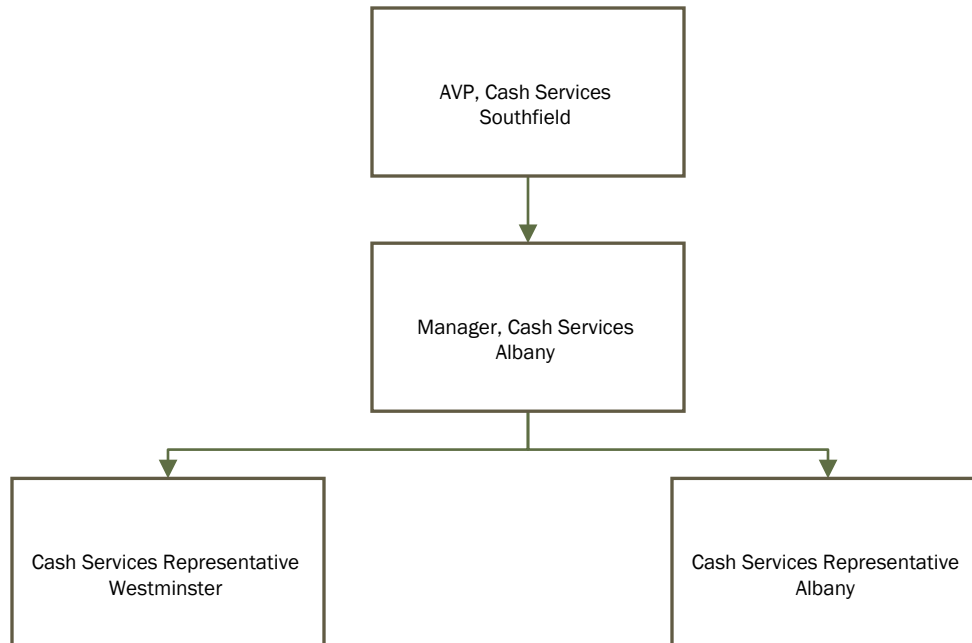 AVP, Cash Services
Southfield
Manager, Cash Services
Albany
Cash Services Representative
Westminster
Cash Services Representative
Albany